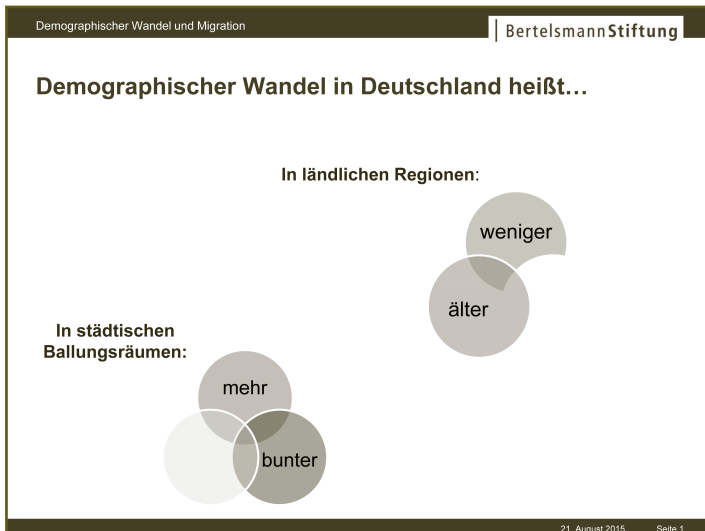 Demographischer Wandel und Migration
BertelsmannStiftung
Demographischer Wandel in Deutschland heißt…
In ländlichen Regionen:
weniger
älter
In städtischen
Ballungsräumen:
mehr
bunter
21. August 2015 Seite 1